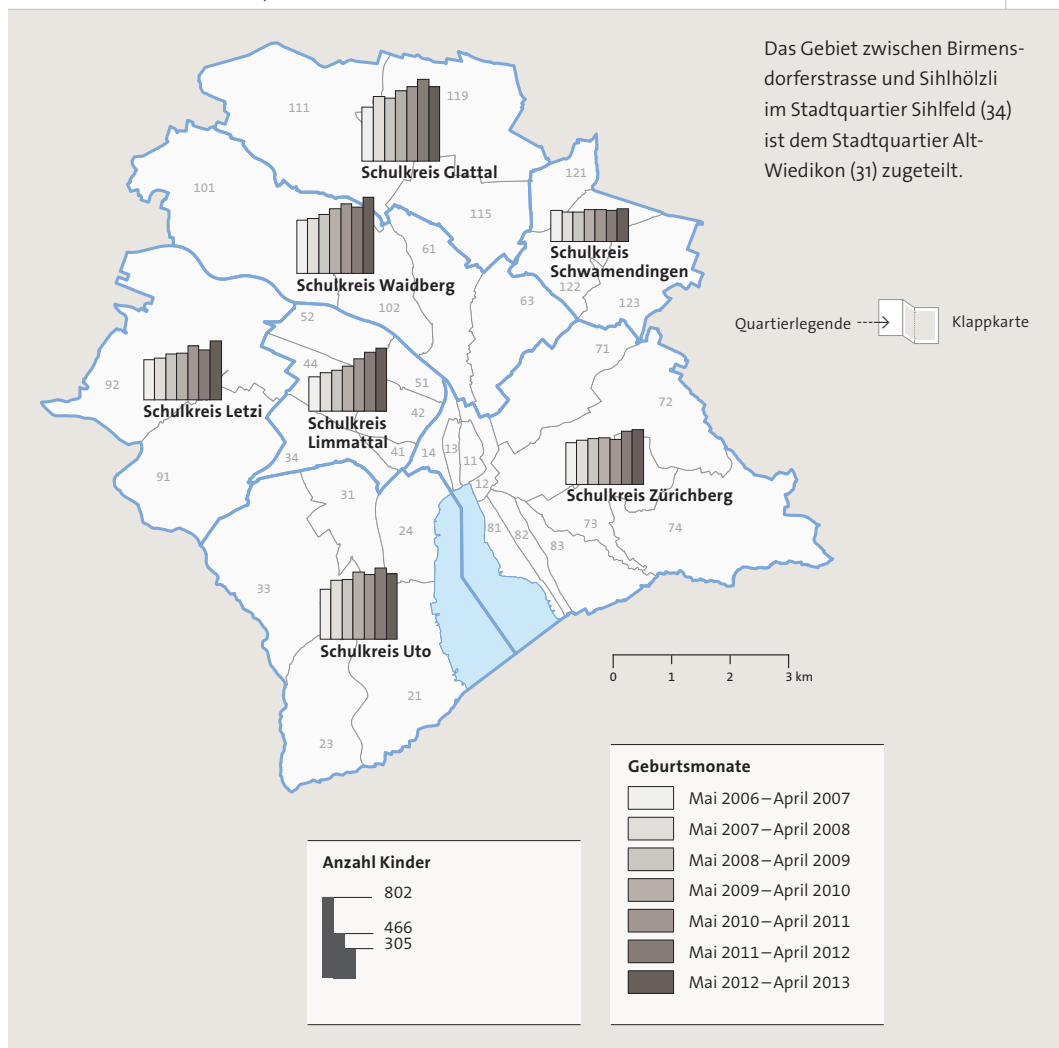 Das Gebiet zwischen Birmens-
dorferstrasse und Sihlhölzli
im Stadtquartier Sihlfeld (34)
ist dem Stadtquartier Alt-
Wiedikon (31) zugeteilt.
111
119
Schulkreis Glattal
121
101
115
61
Schulkreis
Schwamendingen
Schulkreis Waidberg
122
63
123
102
52
Quartierlegende
Klappkarte
71
44
92
51
72
Schulkreis Letzi
42
Schulkreis
Limmattal
34
41
14
13
11
12
91
Schulkreis Zürichberg
31
24
81
82
83
73
74
33
Schulkreis Uto
0 1 2 3 km
21
23
Geburtsmonate
Mai 2006–April 2007
Mai 2007–April 2008
Mai 2008–April 2009
Mai 2009–April 2010
Mai 2010–April 2011
Mai 2011–April 2012
Mai 2012–April 2013
Anzahl Kinder
802
466
305